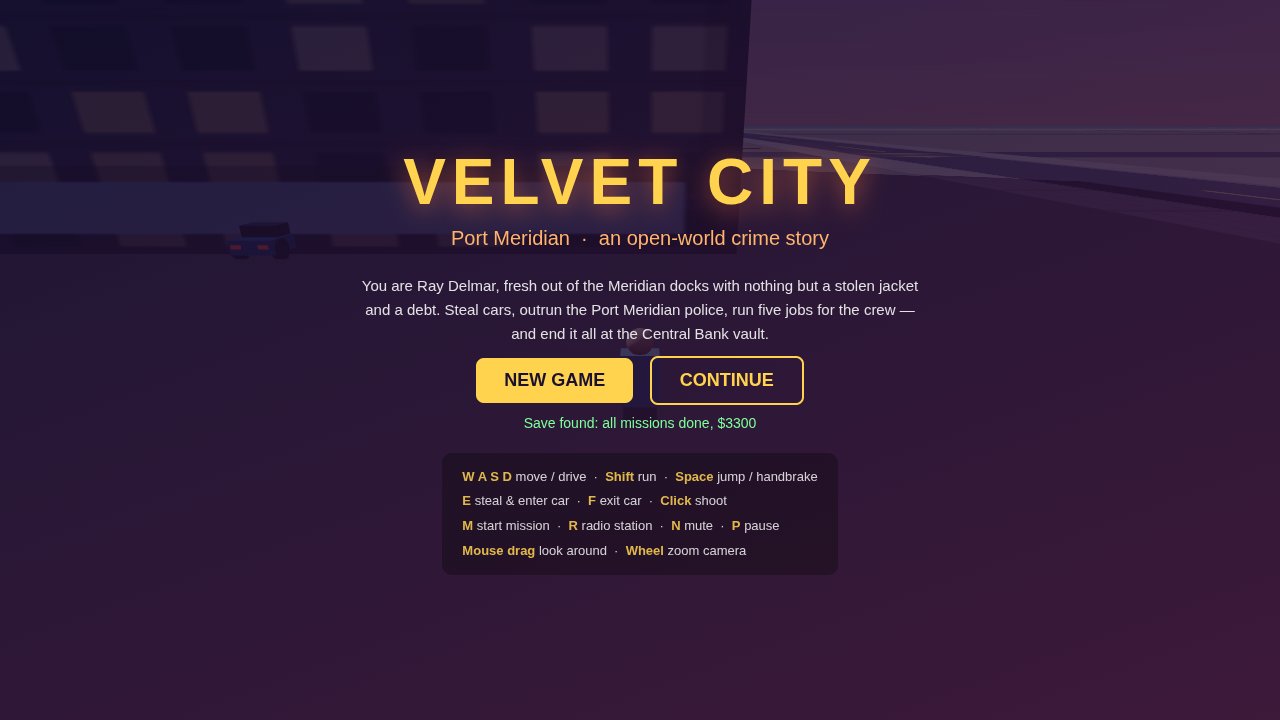 VELVET CITY
Port Meridian · an open-world crime story
You are Ray Delmar, fresh out of the Meridian docks with nothing but a stolen jacket
and a debt. Steal cars, outrun the Port Meridian police, run five jobs for the crew —
and end it all at the Central Bank vault.
NEW GAME CONTINUE
Save found: all missions done, $3300
W A S D move / drive · Shift run · Space jump / handbrake
E steal & enter car · F exit car · Click shoot
M start mission · R radio station · N mute · P pause
Mouse drag look around · Wheel zoom camera